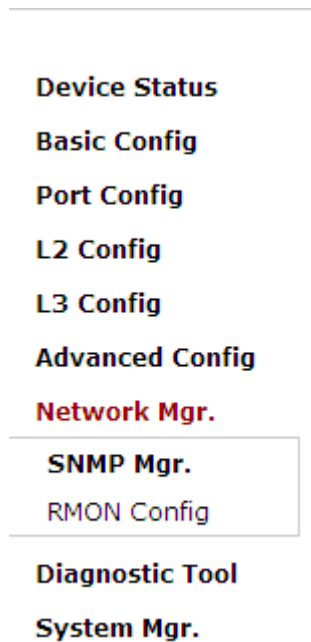 Device Status
Basic Config
Port Config
L2 Config
L3 Config
Advanced Config
Network Mgr.
SNMP Mgr.
RMON Config
Diagnostic Tool
System Mgr.